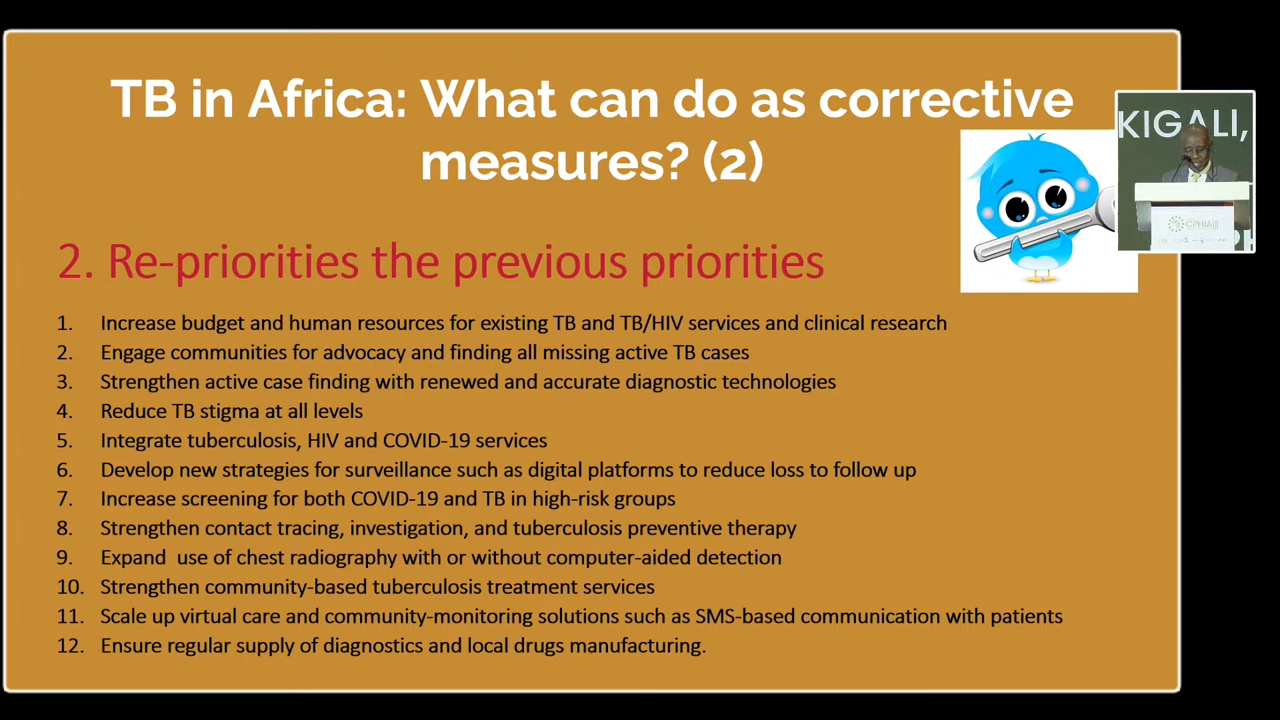 TB in Africa: What can do as corrective
measures? (2)
KIGALI,
CPHIA
2. Re-priorities the previous priorities
1. Increase budget and human resources for existing TB and TB/HIV services and clinical research
2. Engage communities for advocacy and finding all missing active TB cases
3. Strengthen active case finding with renewed and accurate diagnostic technologies
4. Reduce TB stigma at all levels
5. Integrate tuberculosis, HIV and COVID-19 services
6. Develop new strategies for surveillance such as digital platforms to reduce loss to follow up
7. Increase screening for both COVID-19 and TB in high-risk groups
8. Strengthen contact tracing, investigation, and tuberculosis preventive therapy
9. Expand  use of chest radiography with or without computer-aided detection
10. Strengthen community-based tuberculosis treatment services
11. Scale up virtual care and community-monitoring solutions such as SMS-based communication with patients
12. Ensure regular supply of diagnostics and local drugs manufacturing.